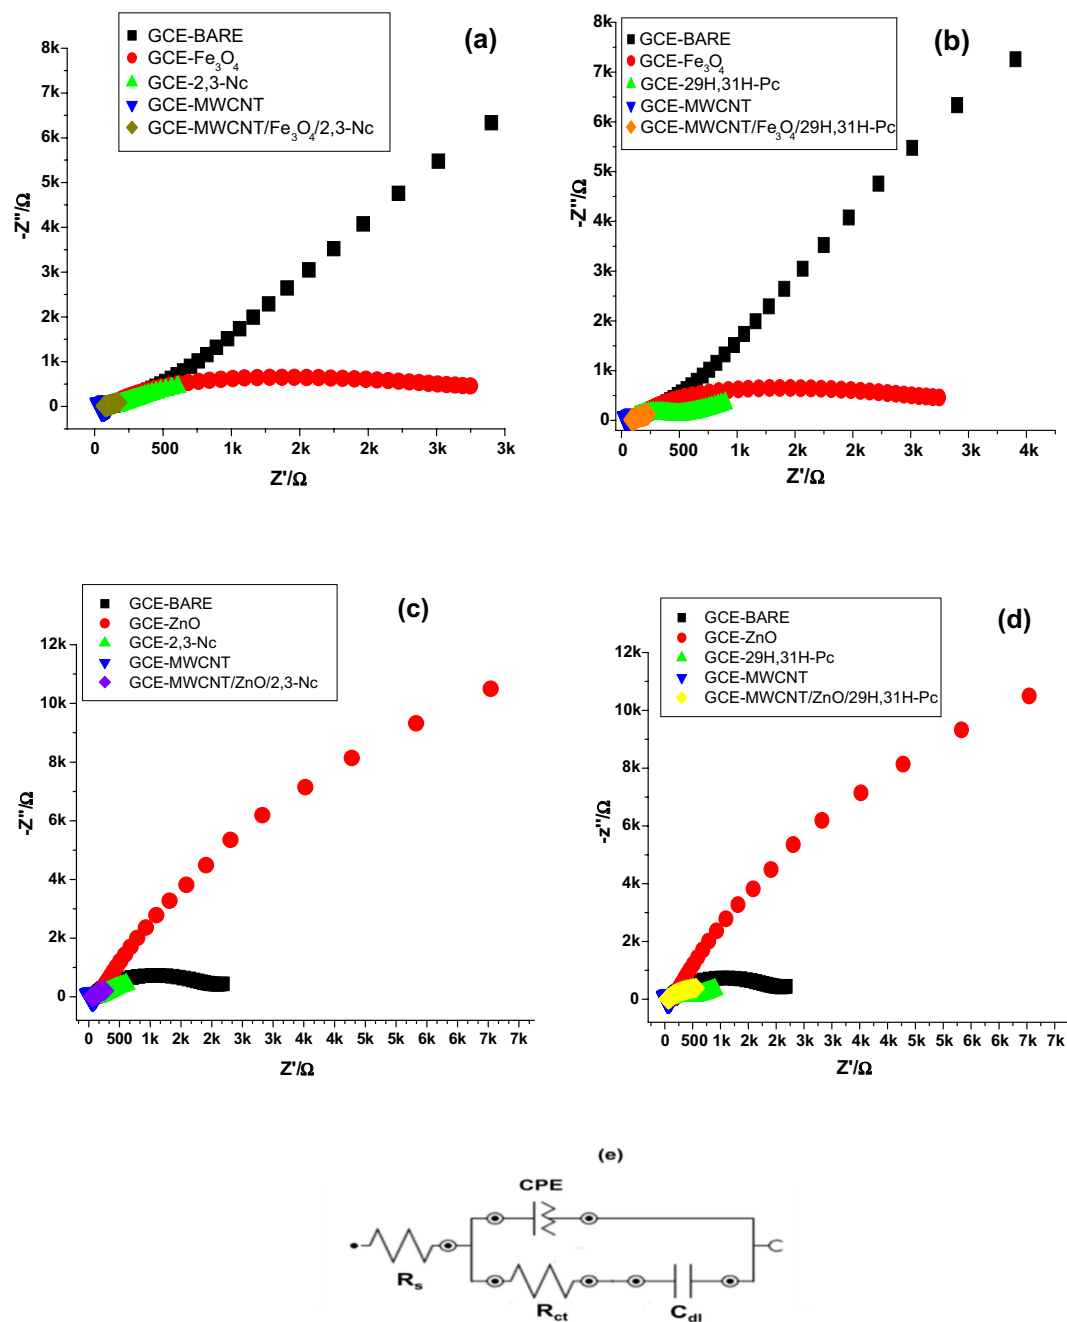 (a)
GCE-BARE
GCE-Fe₃O₄
GCE-2,3-Nc
GCE-MWCNT
GCE-MWCNT/Fe₃O₄/2,3-Nc
8k
7k
6k
5k
4k
3k
2k
1k
0
-Z''/Ω
0
500
1k
2k
2k
3k
3k
Z'/Ω
(b)
GCE-BARE
GCE-Fe₃O₄
GCE-29H,31H-Pc
GCE-MWCNT
GCE-MWCNT/Fe₃O₄/29H,31H-Pc
8k
7k
6k
5k
4k
3k
2k
1k
0
-Z''/Ω
0
500
1k
2k
2k
3k
3k
4k
Z'/Ω
(c)
GCE-BARE
GCE-ZnO
GCE-2,3-Nc
GCE-MWCNT
GCE-MWCNT/ZnO/2,3-Nc
12k
10k
8k
6k
4k
2k
0
-Z''/Ω
0
500
1k
2k
2k
3k
3k
4k
4k
5k
5k
6k
6k
7k
7k
Z'/Ω
(d)
GCE-BARE
GCE-ZnO
GCE-29H,31H-Pc
GCE-MWCNT
GCE-MWCNT/ZnO/29H,31H-Pc
12k
10k
8k
6k
4k
2k
0
-z''/Ω
0
500
1k
2k
2k
3k
3k
4k
4k
5k
5k
6k
6k
7k
7k
Z'/Ω
(e)
CPE
Rs
Rct
Cdl